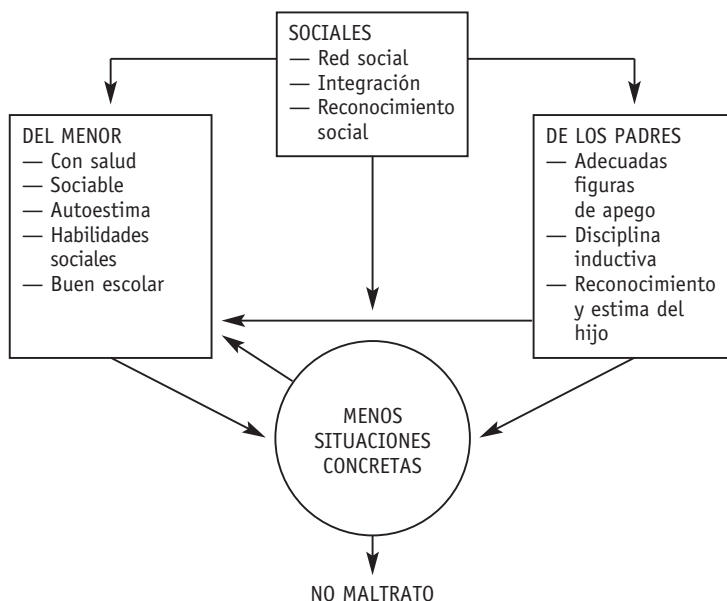 SOCIALES
— Red social
— Integración
— Reconocimiento
social
DEL MENOR
— Con salud
— Sociable
— Autoestima
— Habilidades
sociales
— Buen escolar
DE LOS PADRES
— Adecuadas
figuras
de apego
— Disciplina
inductiva
— Reconocimiento
y estima del
hijo
MENOS
SITUACIONES
CONCRETAS
NO MALTRATO